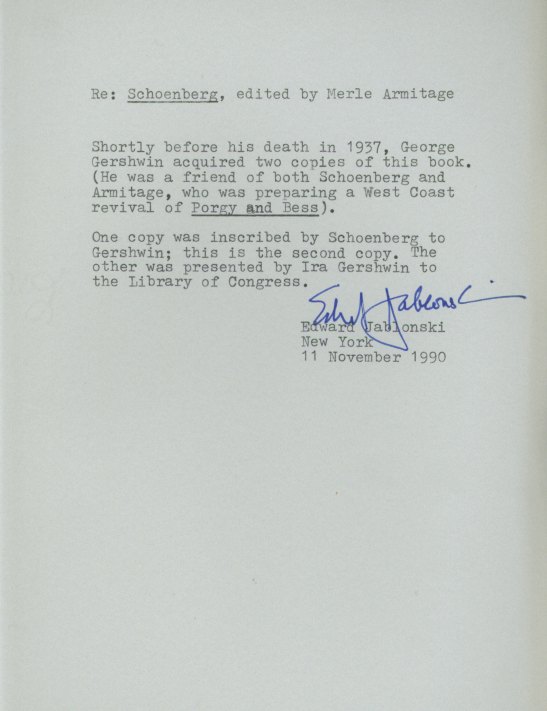 Re: Schoenberg, edited by Merle Armitage
Shortly before his death in 1937, George
Gershwin acquired two copies of this book.
(He was a friend of both Schoenberg and
Armitage, who was preparing a West Coast
revival of Porgy and Bess).
One copy was inscribed by Schoenberg to
Gershwin; this is the second copy. The
other was presented by Ira Gershwin to
the Library of Congress.
Edward Jablonski
Edward Jablonski
New York
11 November 1990